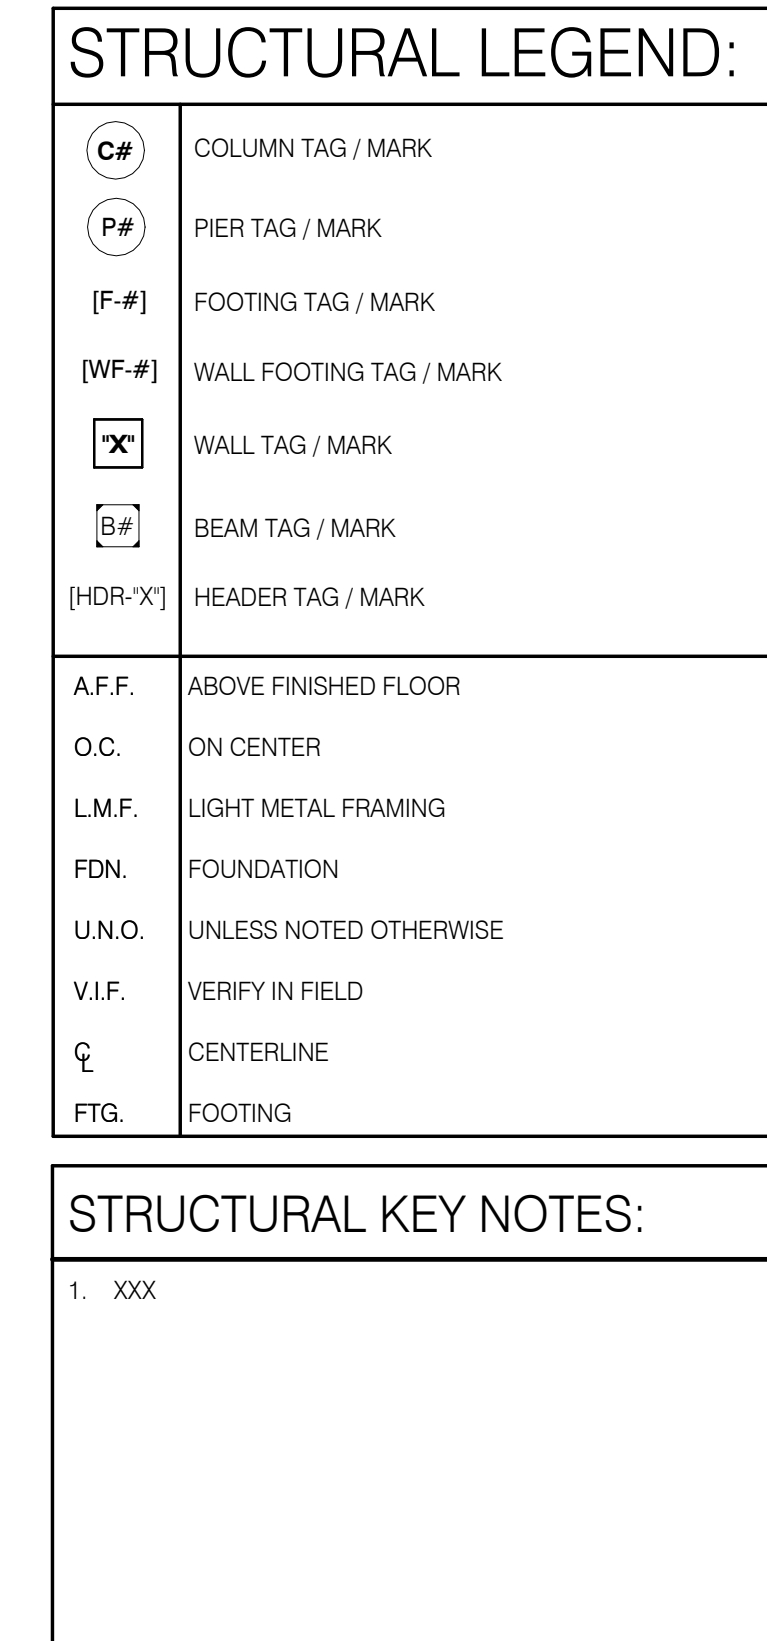 STRUCTURAL LEGEND:
C# COLUMN TAG / MARK
P# PIER TAG / MARK
[F-#] FOOTING TAG / MARK
[WF-#] WALL FOOTING TAG / MARK
"X" WALL TAG / MARK
B# BEAM TAG / MARK
[HDR-"X"] HEADER TAG / MARK
A.F.F. ABOVE FINISHED FLOOR
O.C. ON CENTER
L.M.F. LIGHT METAL FRAMING
FDN. FOUNDATION
U.N.O. UNLESS NOTED OTHERWISE
V.I.F. VERIFY IN FIELD
℄ CENTERLINE
FTG. FOOTING
STRUCTURAL KEY NOTES:
1. XXX